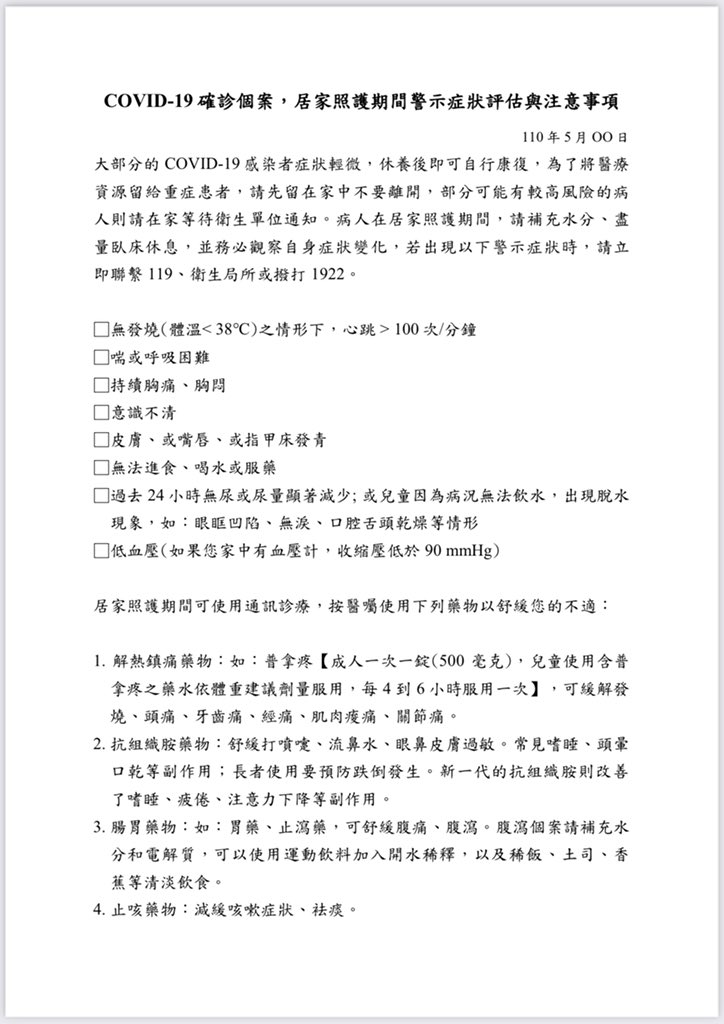 COVID-19 確診個案，居家照護期間警示症狀評估與注意事項
110 年 5 月 OO 日
大部分的 COVID-19 感染者症狀輕微，休養後即可自行康復，為了將醫療
資源留給重症患者，請先留在家中不要離開，部分可能有較高風險的病
人則請在家等待衛生單位通知。病人在居家照護期間，請補充水分、盡
量臥床休息，並務必觀察自身症狀變化，若出現以下警示症狀時，請立
即聯繫 119、衛生局所或撥打 1922。
□無發燒(體溫< 38℃)之情形下，心跳 > 100 次/分鐘
□喘或呼吸困難
□持續胸痛、胸悶
□意識不清
□皮膚、或嘴唇、或指甲床發青
□無法進食、喝水或服藥
□過去 24 小時無尿或尿量顯著減少; 或兒童因為病況無法飲水，出現脫水
現象，如：眼眶凹陷、無淚、口腔舌頭乾燥等情形
□低血壓(如果您家中有血壓計，收縮壓低於 90 mmHg)
居家照護期間可使用通訊診療，按醫囑使用下列藥物以舒緩您的不適：
1. 解熱鎮痛藥物：如：普拿疼【成人一次一錠(500 毫克)，兒童使用含普
拿疼之藥水依體重建議劑量服用，每 4 到 6 小時服用一次】，可緩解發
燒、頭痛、牙齒痛、經痛、肌肉痠痛、關節痛。
2. 抗組織胺藥物：舒緩打噴嚏、流鼻水、眼鼻皮膚過敏。常見嗜睡、頭暈
口乾等副作用；長者使用要預防跌倒發生。新一代的抗組織胺則改善
了嗜睡、疲倦、注意力下降等副作用。
3. 腸胃藥物：如：胃藥、止瀉藥，可舒緩腹痛、腹瀉。腹瀉個案請補充水
分和電解質，可以使用運動飲料加入開水稀釋，以及稀飯、土司、香
蕉等清淡飲食。
4. 止咳藥物：減緩咳嗽症狀、祛痰。